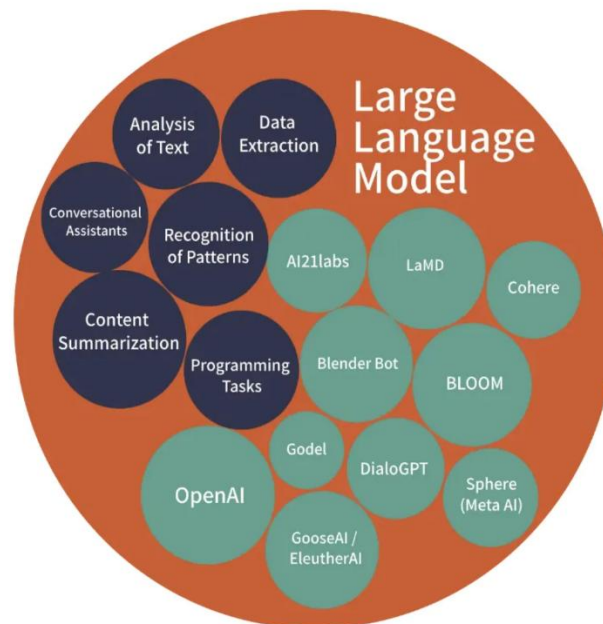 Large
Language
Model
Analysis
of Text
Data
Extraction
Conversational
Assistants
Recognition
of Patterns
AI21labs
LaMD
Cohere
Content
Summarization
Programming
Tasks
Blender Bot
BLOOM
Godel
DialoGPT
OpenAI
Sphere
(Meta AI)
GooseAI /
EleutherAI